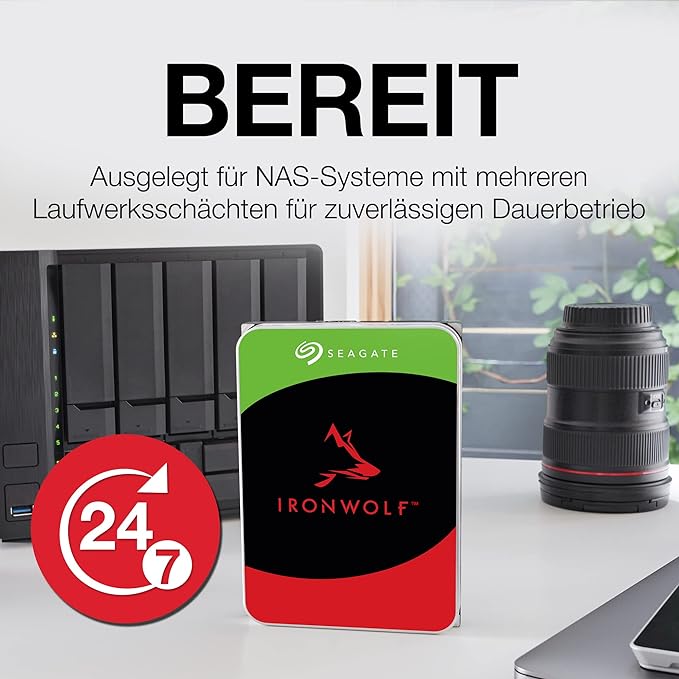 BEREIT
Ausgelegt für NAS-Systeme mit mehreren
Laufwerksschächten für zuverlässigen Dauerbetrieb
SEAGATE
IRONWOLF™
24
7